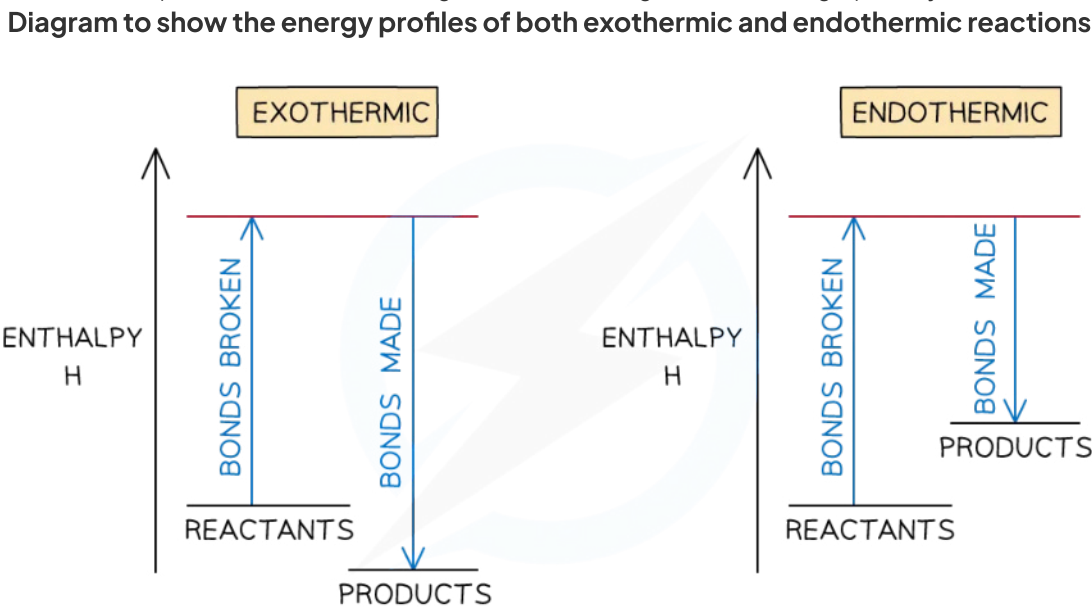 Diagram to show the energy profiles of both exothermic and endothermic reactions
EXOTHERMIC
ENTHALPY
H
BONDS BROKEN
BONDS MADE
REACTANTS
PRODUCTS
ENDOTHERMIC
ENTHALPY
H
BONDS BROKEN
BONDS MADE
REACTANTS
PRODUCTS